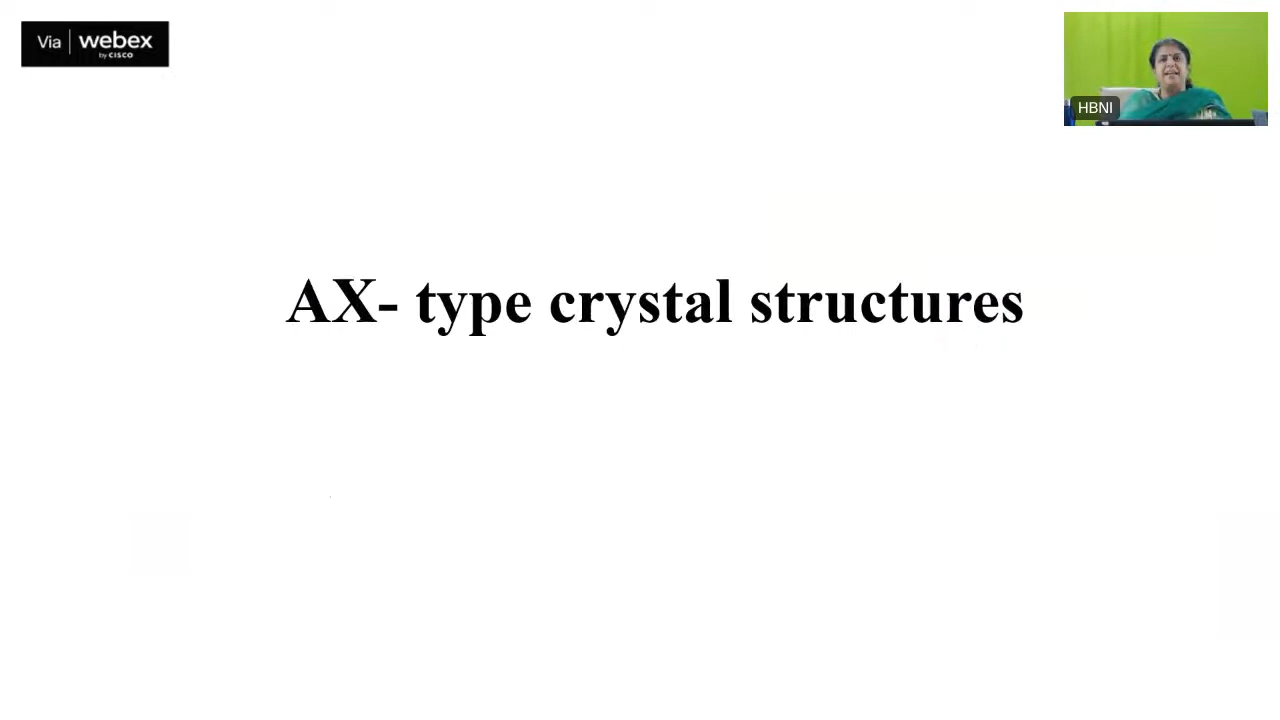 Via | webex
by CISCO
HBNI
AX- type crystal structures